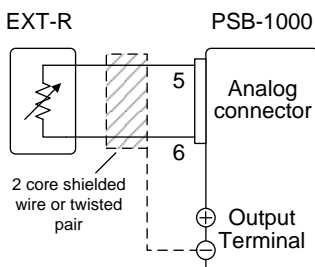 EXT-R
PSB-1000
5
6
Analog
connector
2 core shielded
wire or twisted
pair
+
Output
Terminal
-